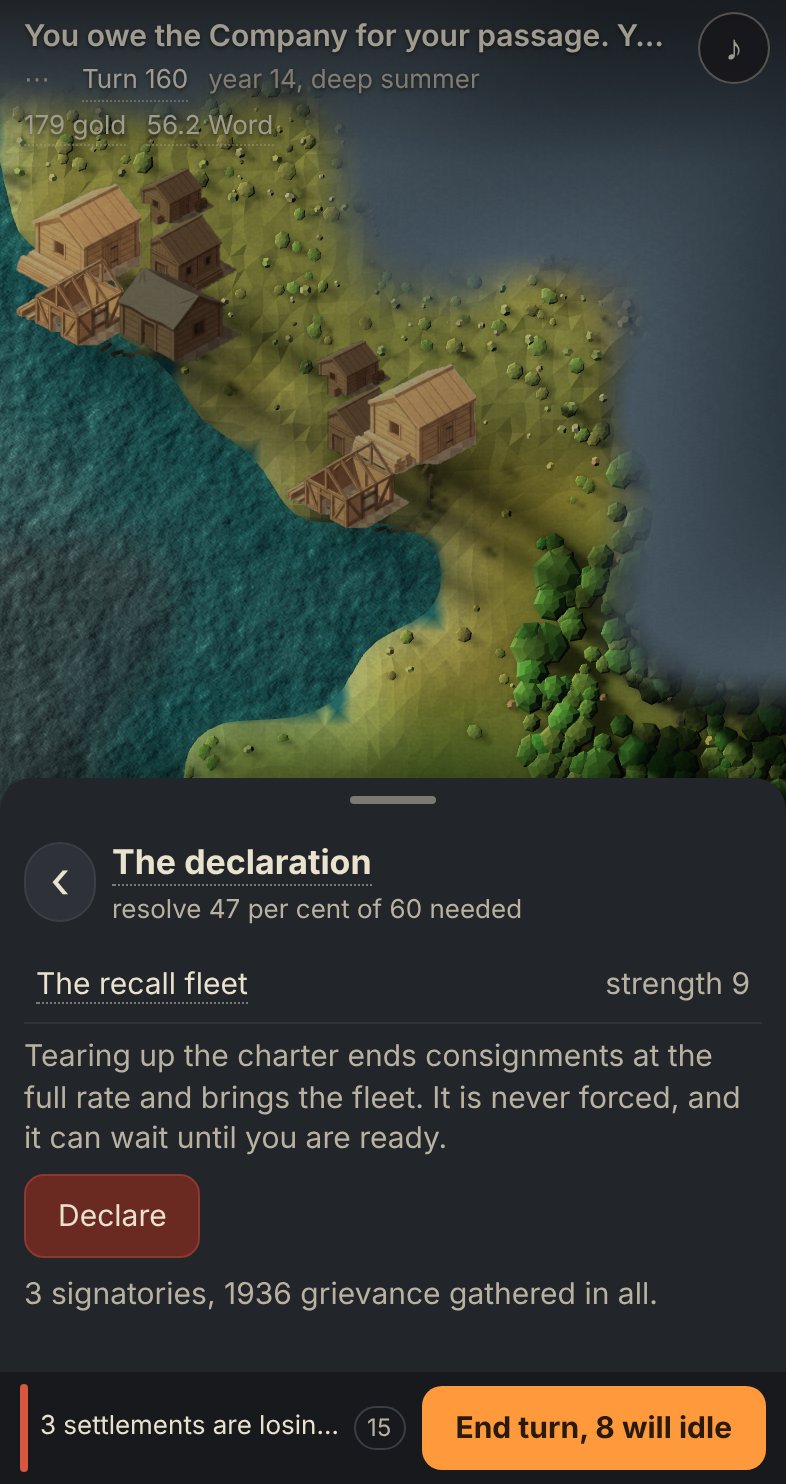 You owe the Company for your passage. Y...
... Turn 160 year 14, deep summer
179 gold 56.2 Word
The declaration
resolve 47 per cent of 60 needed
The recall fleet strength 9
Tearing up the charter ends consignments at the
full rate and brings the fleet. It is never forced, and
it can wait until you are ready.
Declare
3 signatories, 1936 grievance gathered in all.
3 settlements are losin... 15 End turn, 8 will idle